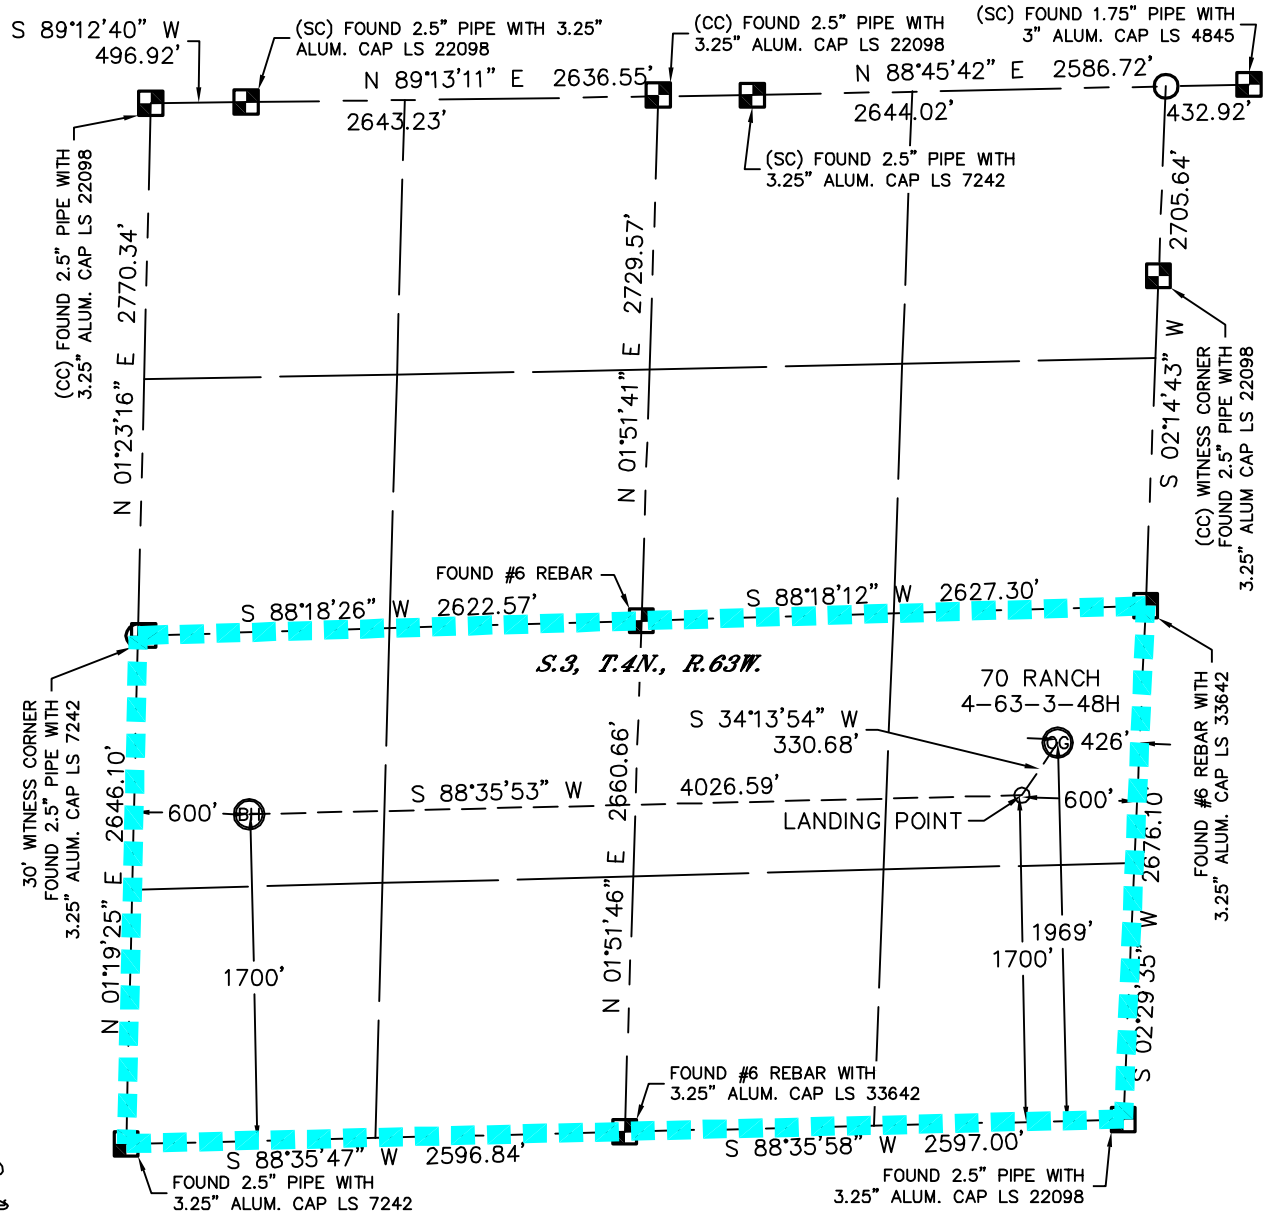 S 89°12'40" W
496.92'
(SC) FOUND 2.5" PIPE WITH 3.25"
ALUM. CAP LS 22098
(CC) FOUND 2.5" PIPE WITH
3.25" ALUM. CAP LS 22098
(SC) FOUND 1.75" PIPE WITH
3" ALUM. CAP LS 4845
N 89°13'11" E 2636.55'
2643.23'
N 88°45'42" E 2586.72'
2644.02'
432.92'
(SC) FOUND 2.5" PIPE WITH
3.25" ALUM. CAP LS 7242
(CC) FOUND 2.5" PIPE WITH
3.25" ALUM. CAP LS 22098
N 01°23'16" E 2770.34'
N 01°51'41" E 2729.57'
2705.64'
S 02°14'43" W
(CC) WITNESS CORNER
FOUND 2.5" PIPE WITH
3.25" ALUM CAP LS 22098
FOUND #6 REBAR
S 88°18'26" W 2622.57'
S 88°18'12" W 2627.30'
S.3, T.4N., R.63W.
70 RANCH
4-63-3-48H
OG
426'
S 34°13'54" W
330.68'
S 88°35'53" W 4026.59'
600'
BH
600'
LANDING POINT
30' WITNESS CORNER
FOUND 2.5" PIPE WITH
3.25" ALUM. CAP LS 7242
N 01°19'25" E 2646.10'
N 01°51'46" E 2660.66'
S 02°29'35" W 2676.10'
FOUND #6 REBAR WITH
3.25" ALUM. CAP LS 33642
1700'
1700'
1969'
FOUND #6 REBAR WITH
3.25" ALUM. CAP LS 33642
S 88°35'47" W 2596.84'
S 88°35'58" W 2597.00'
FOUND 2.5" PIPE WITH
3.25" ALUM. CAP LS 7242
FOUND 2.5" PIPE WITH
3.25" ALUM. CAP LS 22098